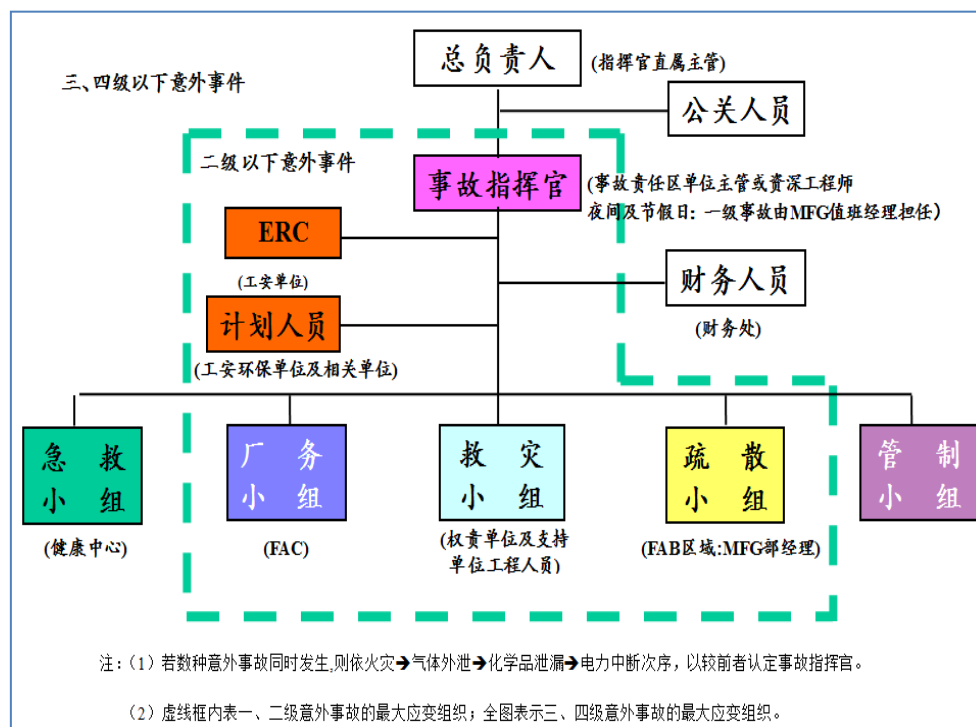 总负责人
(指挥官直属主管)
三、四级以下意外事件
公关人员
二级以下意外事件
事故指挥官
(事故责任区单位主管或资深工程师
夜间及节假日：一级事故由MFG值班经理担任）
ERC
(工安单位)
财务人员
(财务处)
计划人员
(工安环保单位及相关单位)
急 救
小 组
(健康中心)
厂 务
小 组
(FAC)
救 灾
小 组
(权责单位及支持
单位工程人员)
疏 散
小 组
(FAB区域:MFG部经理)
管 制
小 组
注：（1）若数种意外事故同时发生,则依火灾➔气体外泄➔化学品泄漏➔电力中断次序，以较前者认定事故指挥官。
（2）虚线框内表一、二级意外事故的最大应变组织；全图表示三、四级意外事故的最大应变组织。